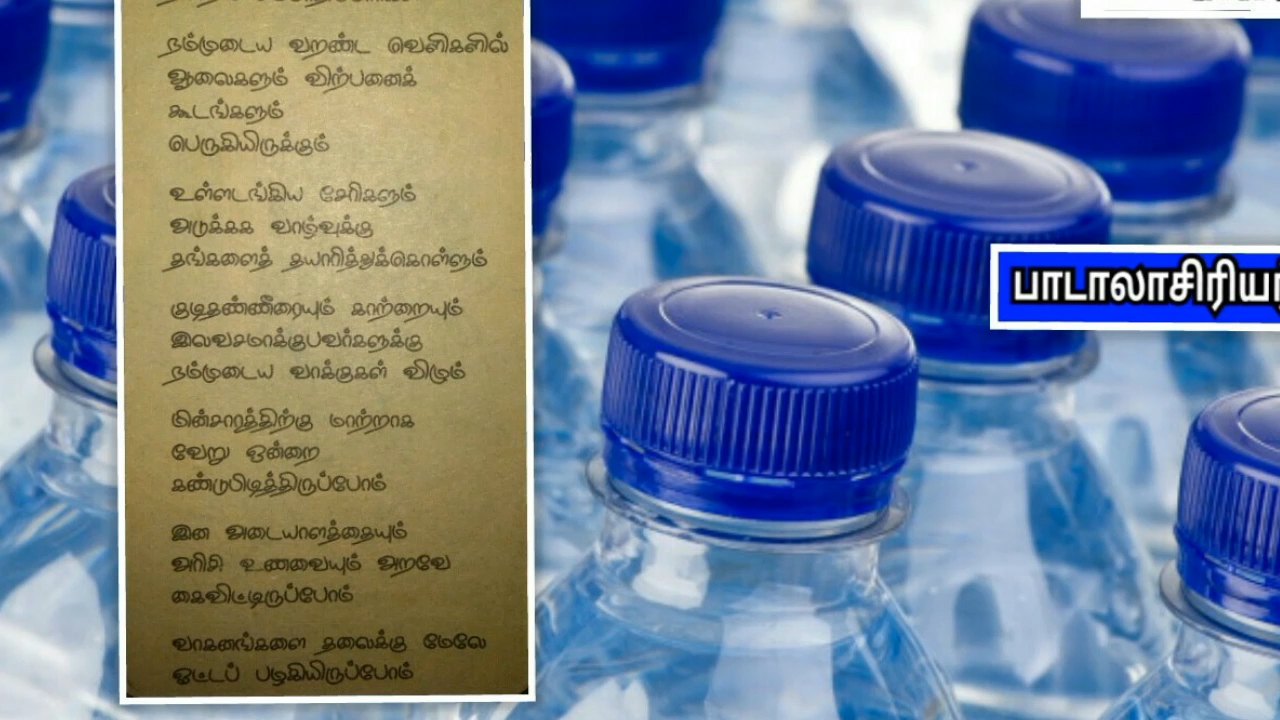 நம்முடைய வறண்ட வெளிகளில்
ஆலைகளும் விற்பனைக்
கூடங்களும்
பெருகியிருக்கும்
உள்ளடங்கிய சேரிகளும்
அடுக்கக வாழ்வுக்கு
தங்களைத் தயாரித்துக்கொள்ளும்
குடிதண்ணீரையும் காற்றையும்
இலவசமாக்குபவர்களுக்கு
நம்முடைய வாக்குகள் விழும்
மின்சாரத்திற்கு மாற்றாக
வேறு ஒன்றை
கண்டுபிடித்திருப்போம்
இன அடையாளத்தையும்
அரிசி உணவையும் அறவே
கைவிட்டிருப்போம்
வாகனங்களை தலைக்கு மேலே
ஓட்டப் பழகியிருப்போம்
பாடாலாசிரியர்